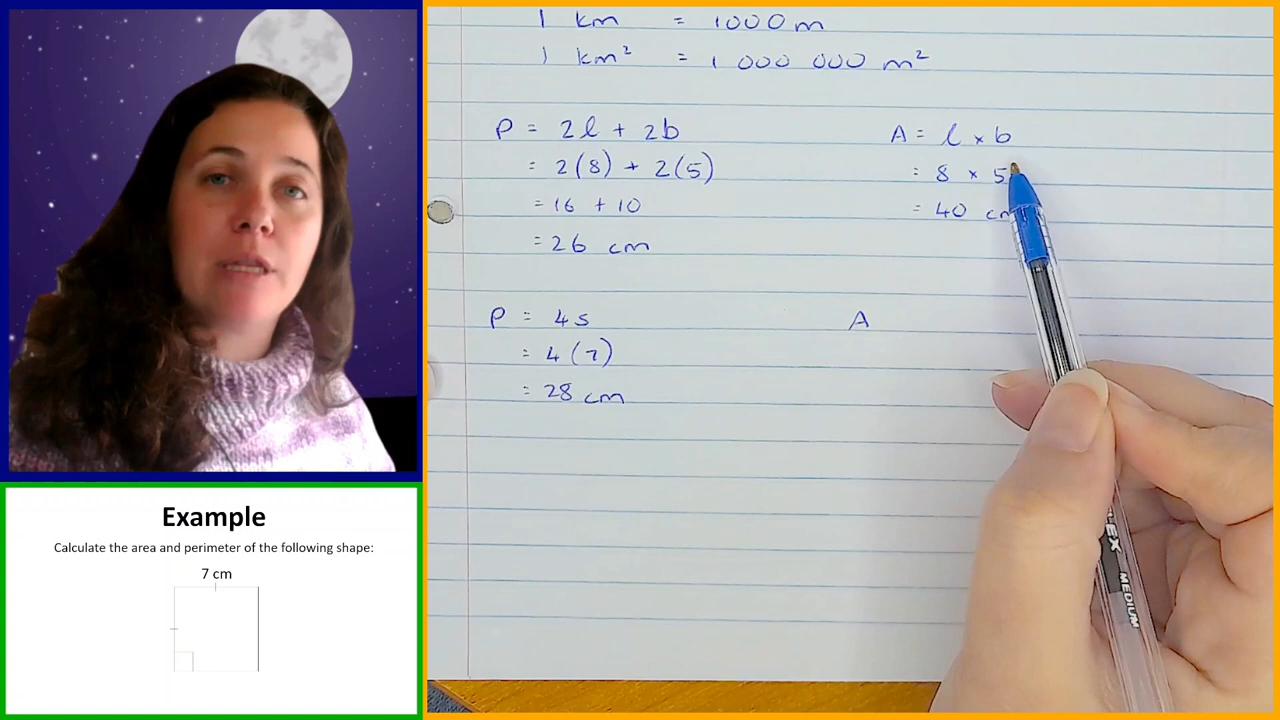 1 km = 1000 m
1 km² = 1 000 000 m²
P = 2l + 2b
= 2(8) + 2(5)
= 16 + 10
= 26 cm
A = l × b
= 8 × 5
= 40
P = 4s
= 4(7)
= 28 cm
A
Example
Calculate the area and perimeter of the following shape:
7 cm
MEDIUM